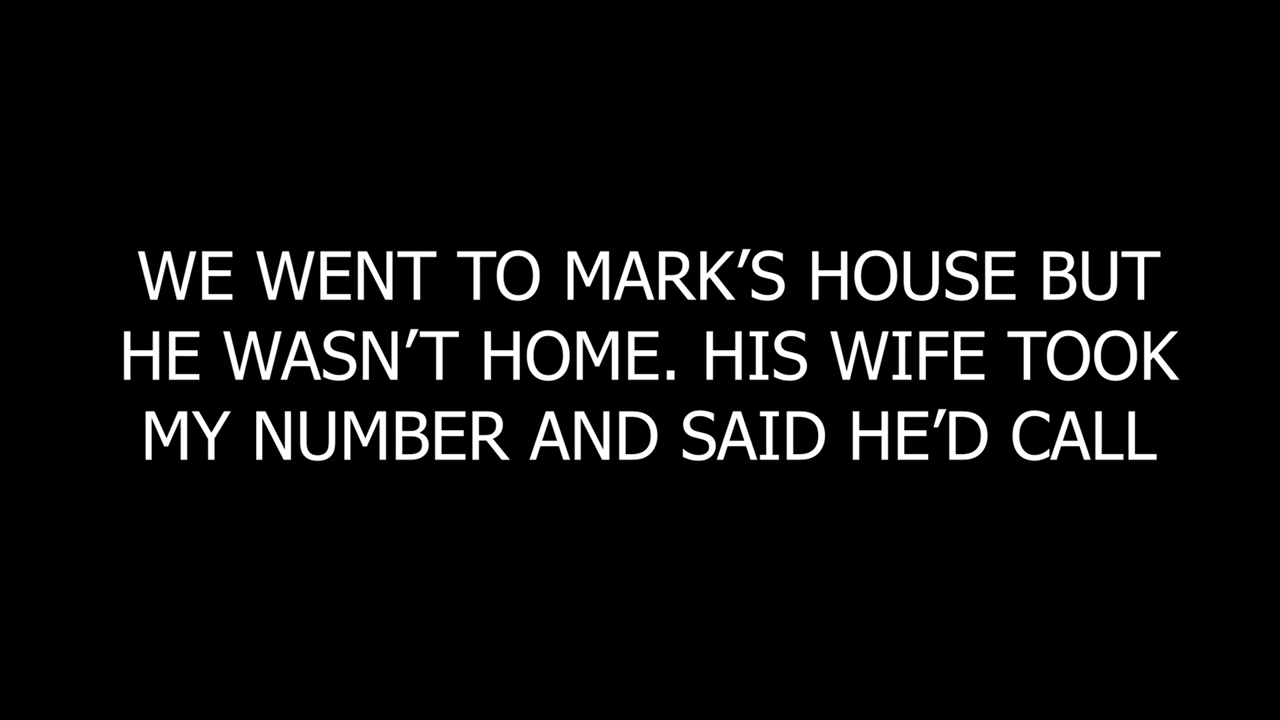 WE WENT TO MARK’S HOUSE BUT
HE WASN’T HOME. HIS WIFE TOOK
MY NUMBER AND SAID HE’D CALL